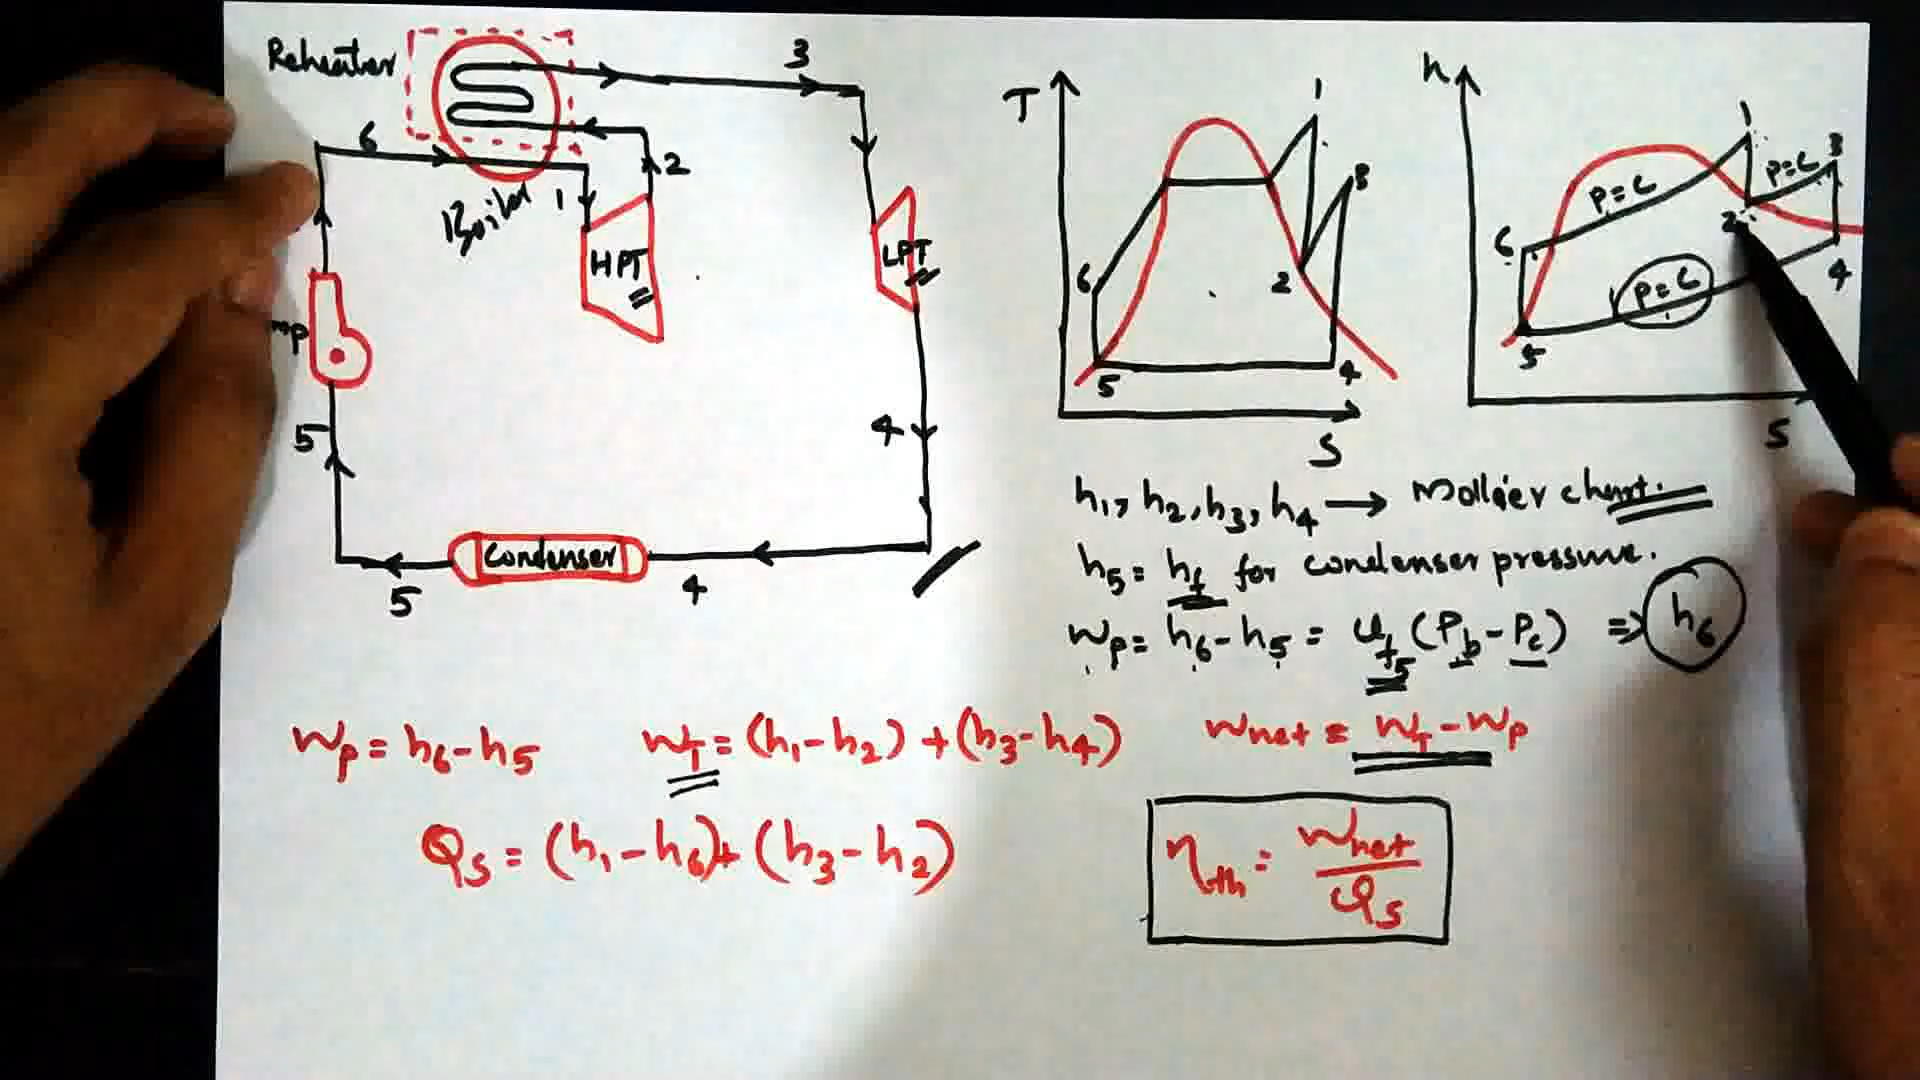 Reheater
3
6
2
Boiler
1
HPT
LPT
mp
5
4
Condenser
5
4
T
1
3
6
2
5
4
S
h
1
3
P=C
P=C
2
6
P=C
4
5
S
h1, h2, h3, h4 → Mollier chart.
h5 = hf for condenser pressure.
Wp = h6-h5 = vf5 (Pb-Pc) ⇒ h6
Wp = h6-h5
WT = (h1-h2) + (h3-h4)
Wnet = WT-Wp
Qs = (h1-h6) + (h3-h2)
ηth = Wnet/Qs